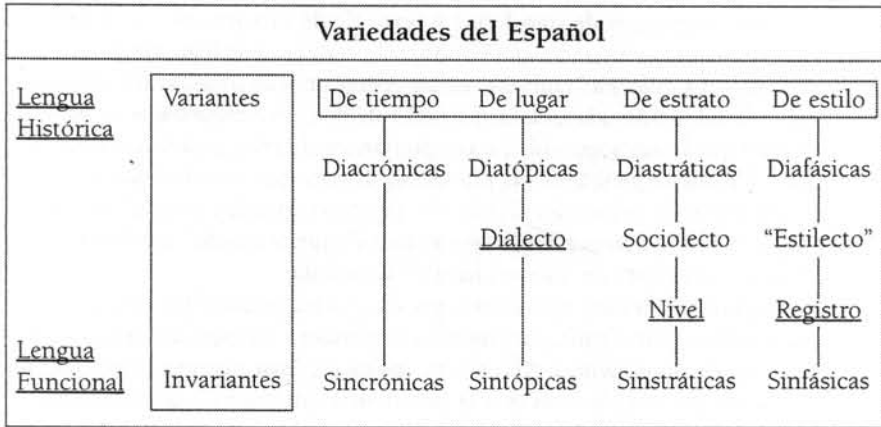 Variedades del Español
Lengua Histórica Variantes De tiempo De lugar De estrato De estilo
Diacrónicas Diatópicas Diastráticas Diafásicas
Dialecto Sociolecto “Estilecto”
Nivel Registro
Lengua Funcional Invariantes Sincrónicas Sintópicas Sinstráticas Sinfásicas